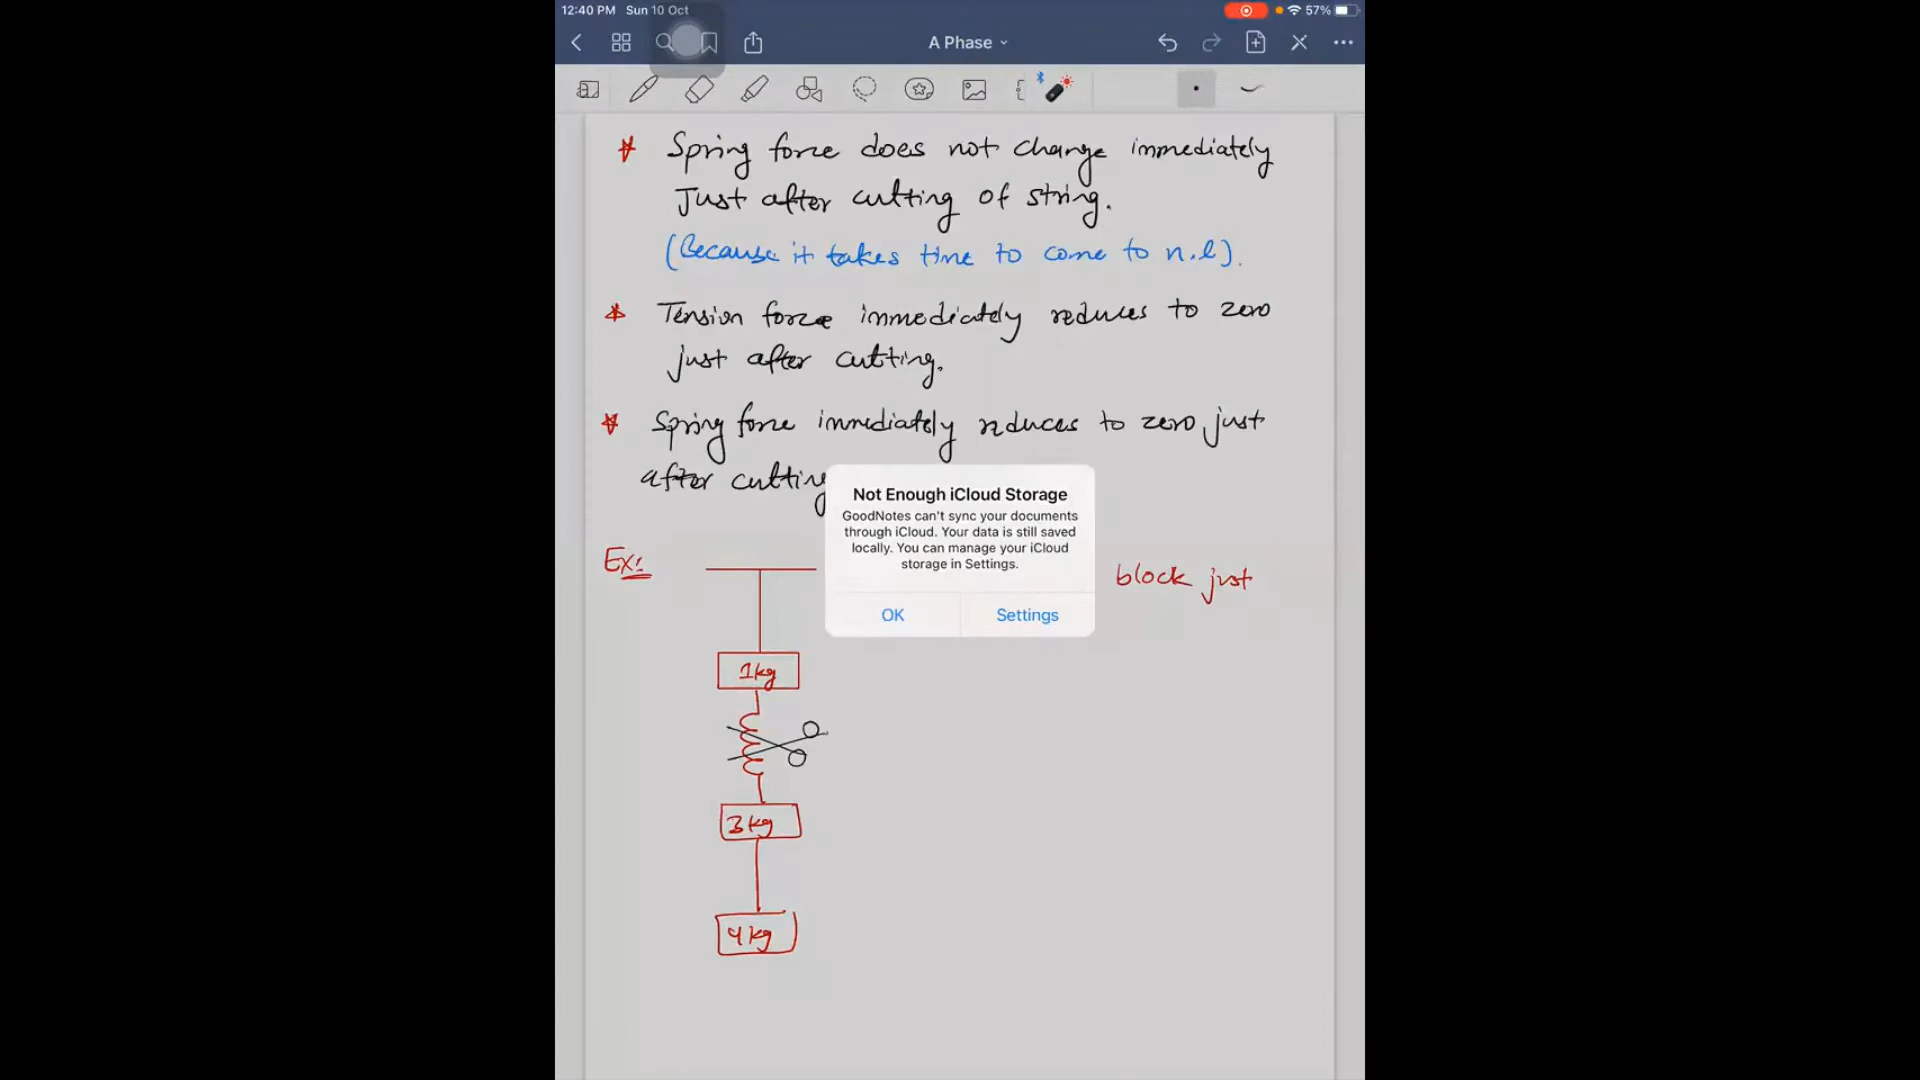 12:40 PM Sun 10 Oct
57%
A Phase
Spring force does not change immediately
Just after cutting of string.
(Because it takes time to come to n.l).
Tension force immediately reduces to zero
just after cutting.
Spring force immediately reduces to zero just
after cutting
Not Enough iCloud Storage
GoodNotes can't sync your documents
through iCloud. Your data is still saved
locally. You can manage your iCloud
storage in Settings.
OK Settings
Ex:
block just
1kg
3kg
4kg